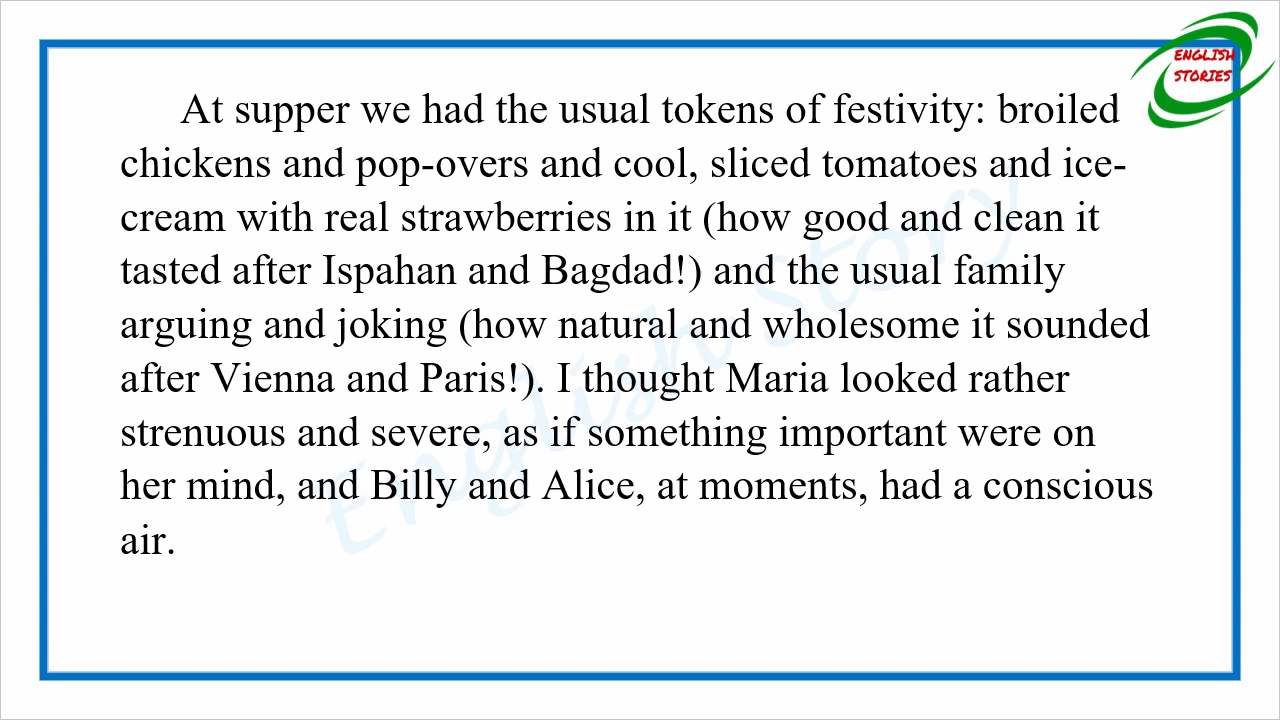 ENGLISH
STORIES
At supper we had the usual tokens of festivity: broiled
chickens and pop-overs and cool, sliced tomatoes and ice-
cream with real strawberries in it (how good and clean it
tasted after Ispahan and Bagdad!) and the usual family
arguing and joking (how natural and wholesome it sounded
after Vienna and Paris!). I thought Maria looked rather
strenuous and severe, as if something important were on
her mind, and Billy and Alice, at moments, had a conscious
air.
English Story